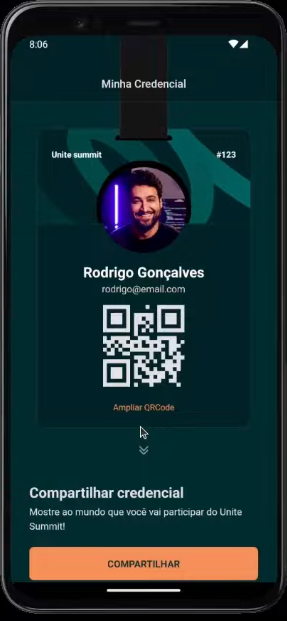 8:06
Minha Credencial
Unite summit #123
Rodrigo Gonçalves
rodrigo@email.com
Ampliar QRCode
Compartilhar credencial
Mostre ao mundo que você vai participar do Unite
Summit!
COMPARTILHAR